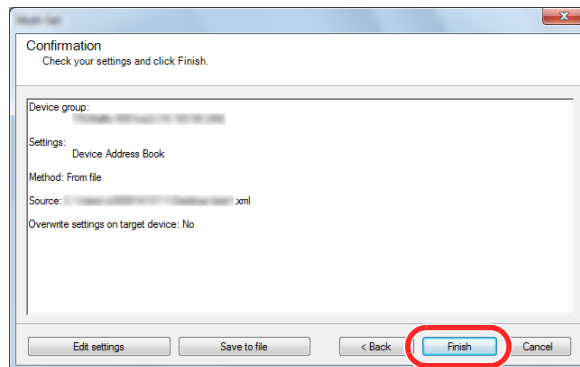 Confirmation
Check your settings and click Finish.
Device group:
Settings:
Device Address Book
Method: From file
Source: .xml
Overwrite settings on target device: No
Edit settings
Save to file
< Back
Finish
Cancel